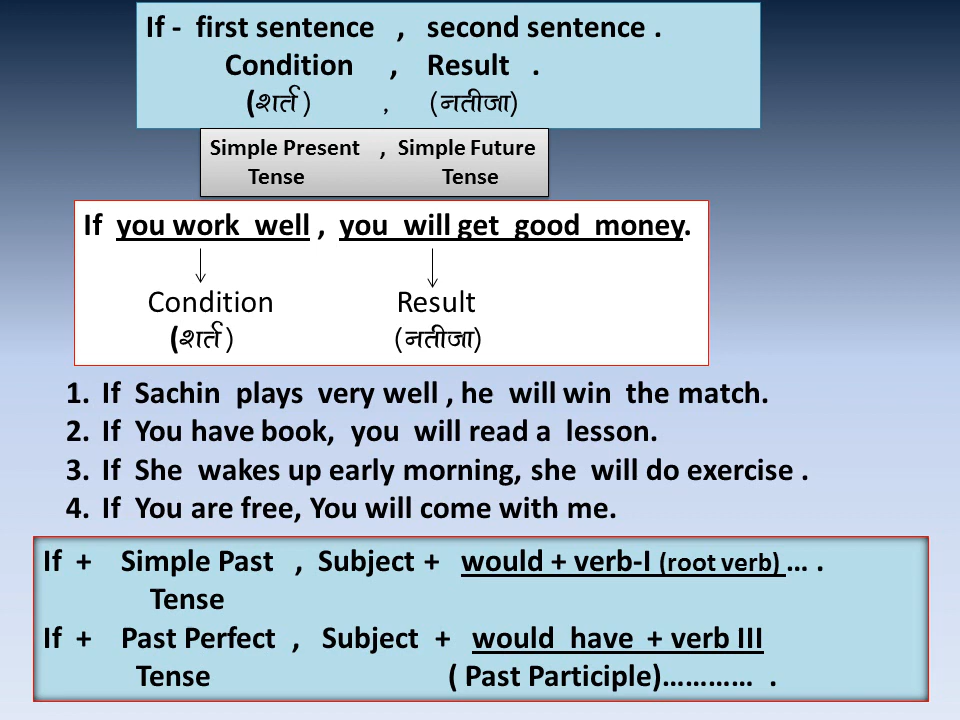 If - first sentence , second sentence .
Condition , Result .
(शर्त ) , (नतीजा)
Simple Present , Simple Future
Tense Tense
If you work well , you will get good money.
Condition Result
(शर्त ) (नतीजा)
1. If Sachin plays very well , he will win the match.
2. If You have book, you will read a lesson.
3. If She wakes up early morning, she will do exercise .
4. If You are free, You will come with me.
If + Simple Past , Subject + would + verb-I (root verb) … .
Tense
If + Past Perfect , Subject + would have + verb III
Tense ( Past Participle)………… .